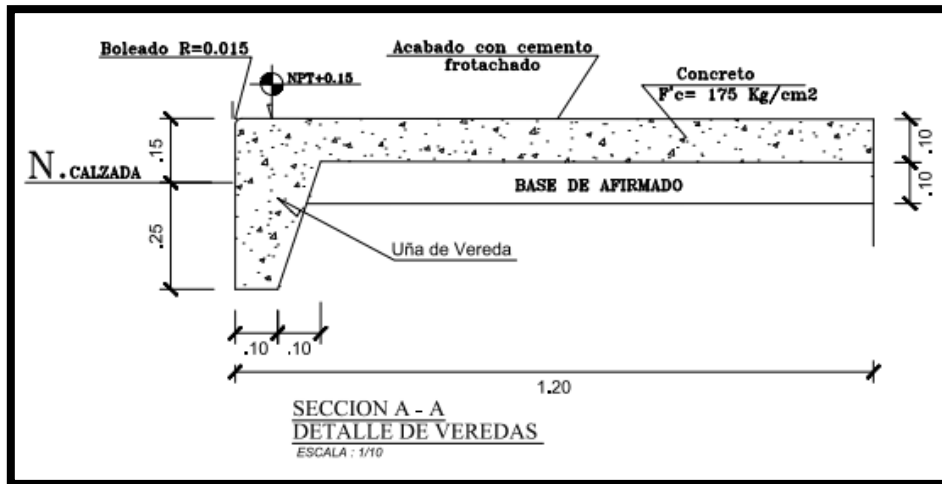 Boleado R=0.015
Acabado con cemento
frotachado
NPT+0.15
Concreto
F'c= 175 Kg/cm2
.15
.10
N. CALZADA
BASE DE AFIRMADO
.10
.25
Uña de Vereda
.10
.10
1.20
SECCION A - A
DETALLE DE VEREDAS
ESCALA : 1/10